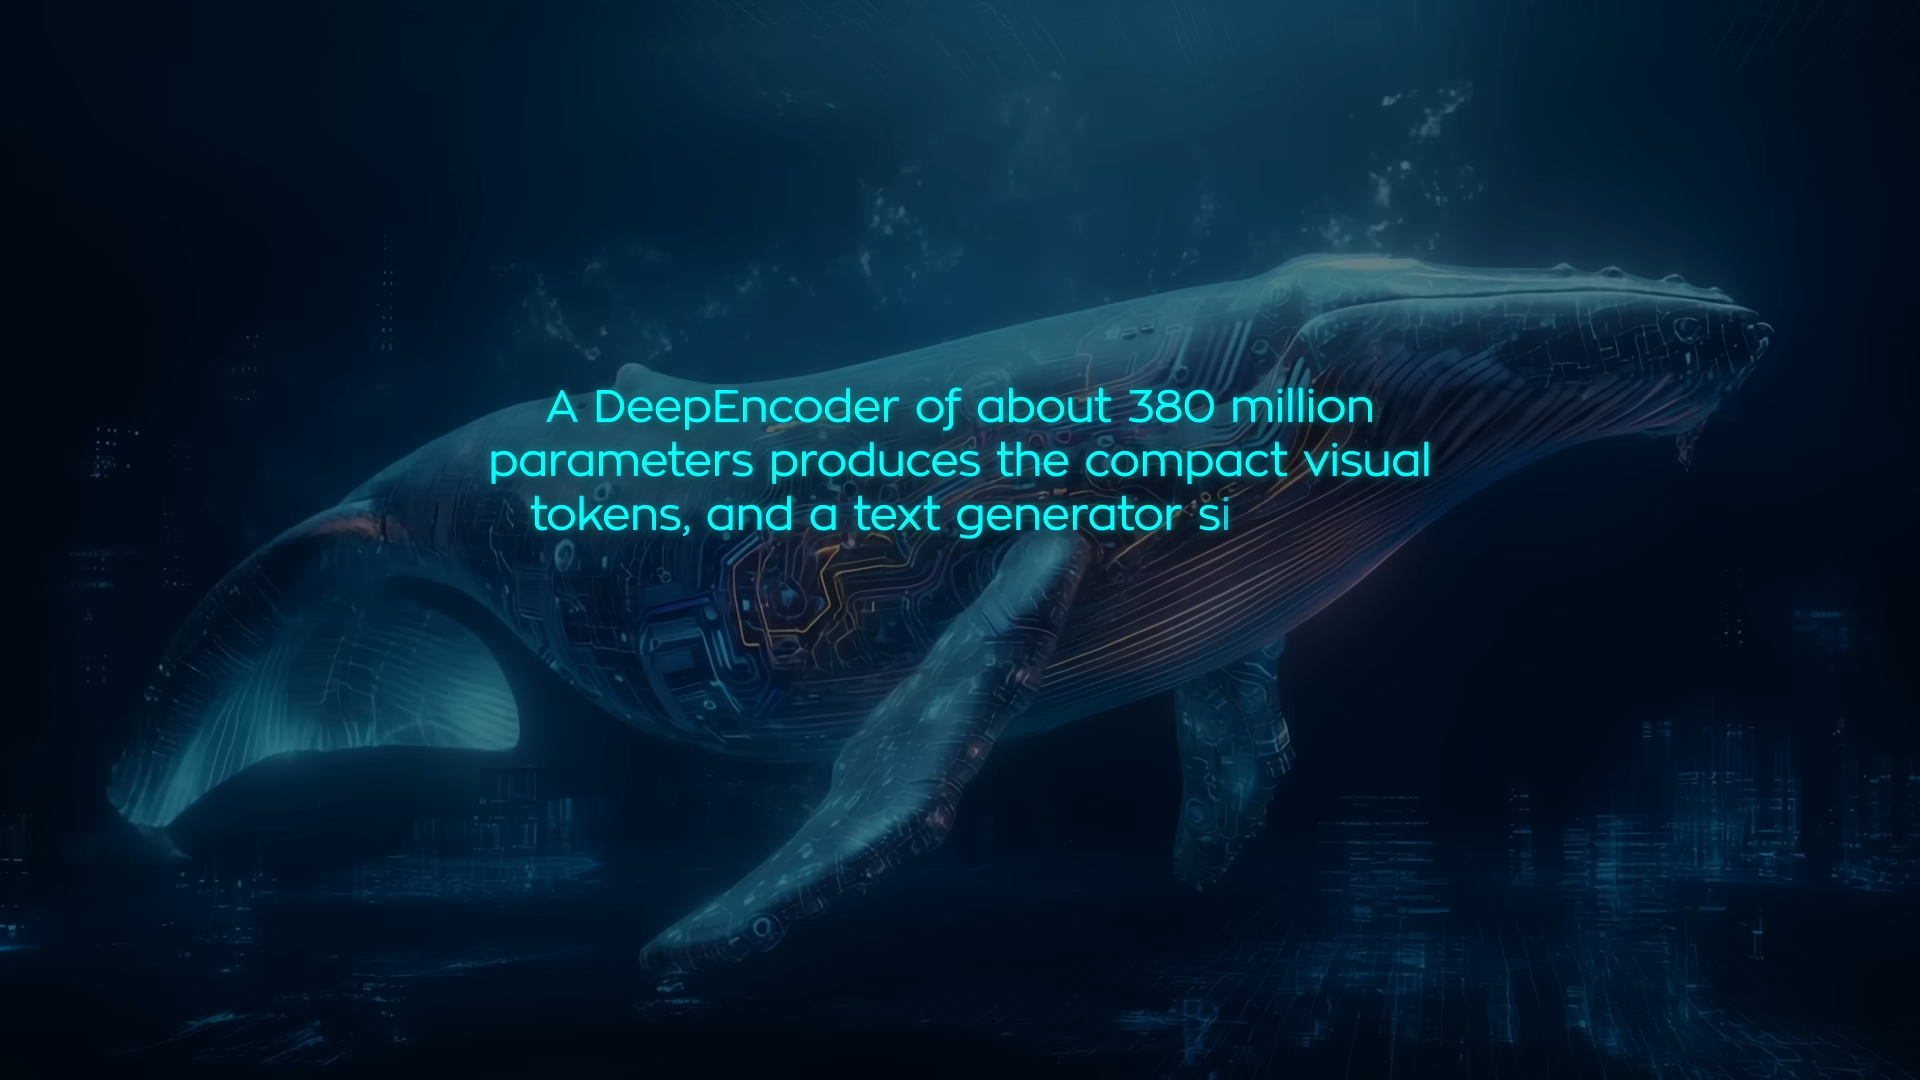 A DeepEncoder of about 380 million
parameters produces the compact visual
tokens, and a text generator si